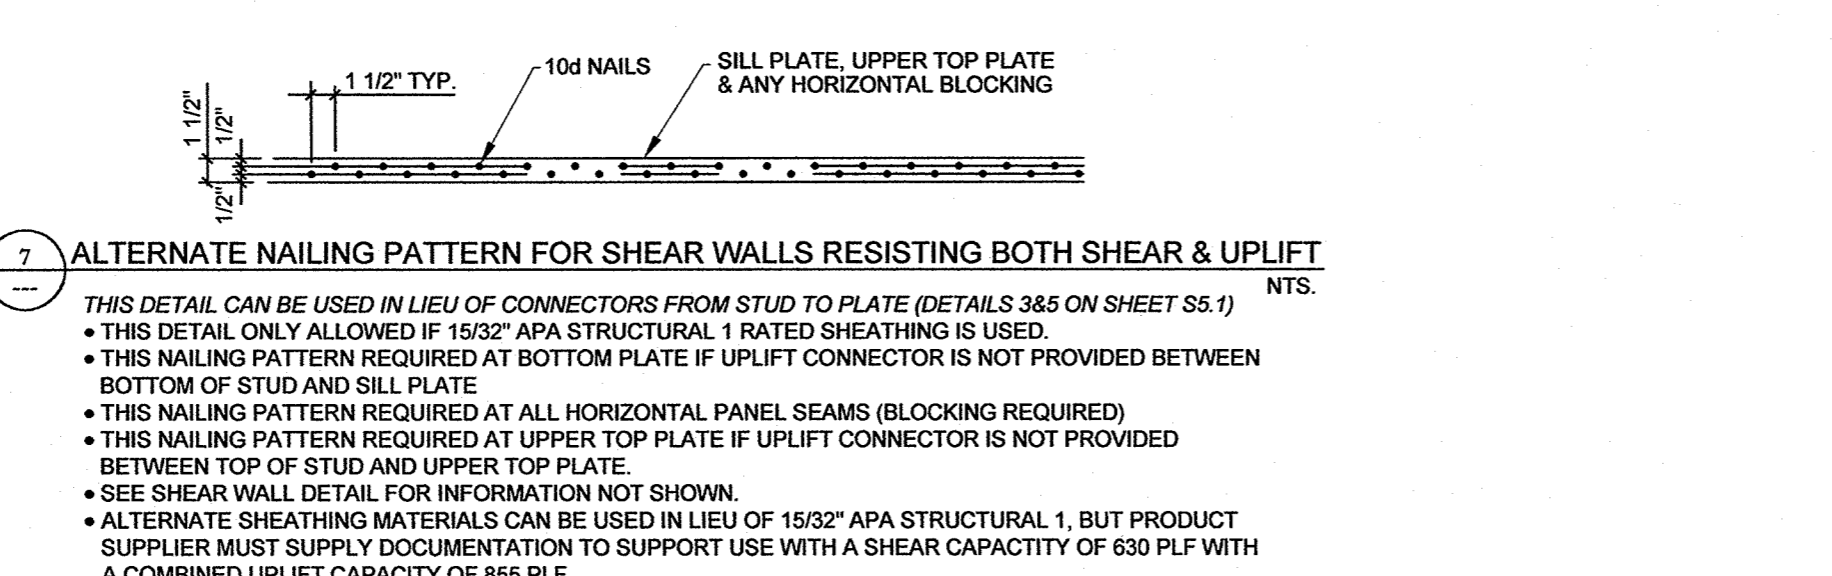 1 1/2" TYP.
10d NAILS
SILL PLATE, UPPER TOP PLATE
& ANY HORIZONTAL BLOCKING
1 1/2"
1/2"
1/2"
7
---
ALTERNATE NAILING PATTERN FOR SHEAR WALLS RESISTING BOTH SHEAR & UPLIFT
NTS.
THIS DETAIL CAN BE USED IN LIEU OF CONNECTORS FROM STUD TO PLATE (DETAILS 3&5 ON SHEET S5.1)
• THIS DETAIL ONLY ALLOWED IF 15/32" APA STRUCTURAL 1 RATED SHEATHING IS USED.
• THIS NAILING PATTERN REQUIRED AT BOTTOM PLATE IF UPLIFT CONNECTOR IS NOT PROVIDED BETWEEN
BOTTOM OF STUD AND SILL PLATE
• THIS NAILING PATTERN REQUIRED AT ALL HORIZONTAL PANEL SEAMS (BLOCKING REQUIRED)
• THIS NAILING PATTERN REQUIRED AT UPPER TOP PLATE IF UPLIFT CONNECTOR IS NOT PROVIDED
BETWEEN TOP OF STUD AND UPPER TOP PLATE.
• SEE SHEAR WALL DETAIL FOR INFORMATION NOT SHOWN.
• ALTERNATE SHEATHING MATERIALS CAN BE USED IN LIEU OF 15/32" APA STRUCTURAL 1, BUT PRODUCT
SUPPLIER MUST SUPPLY DOCUMENTATION TO SUPPORT USE WITH A SHEAR CAPACTITY OF 630 PLF WITH
A COMBINED UPLIFT CAPACITY OF 855 PLF